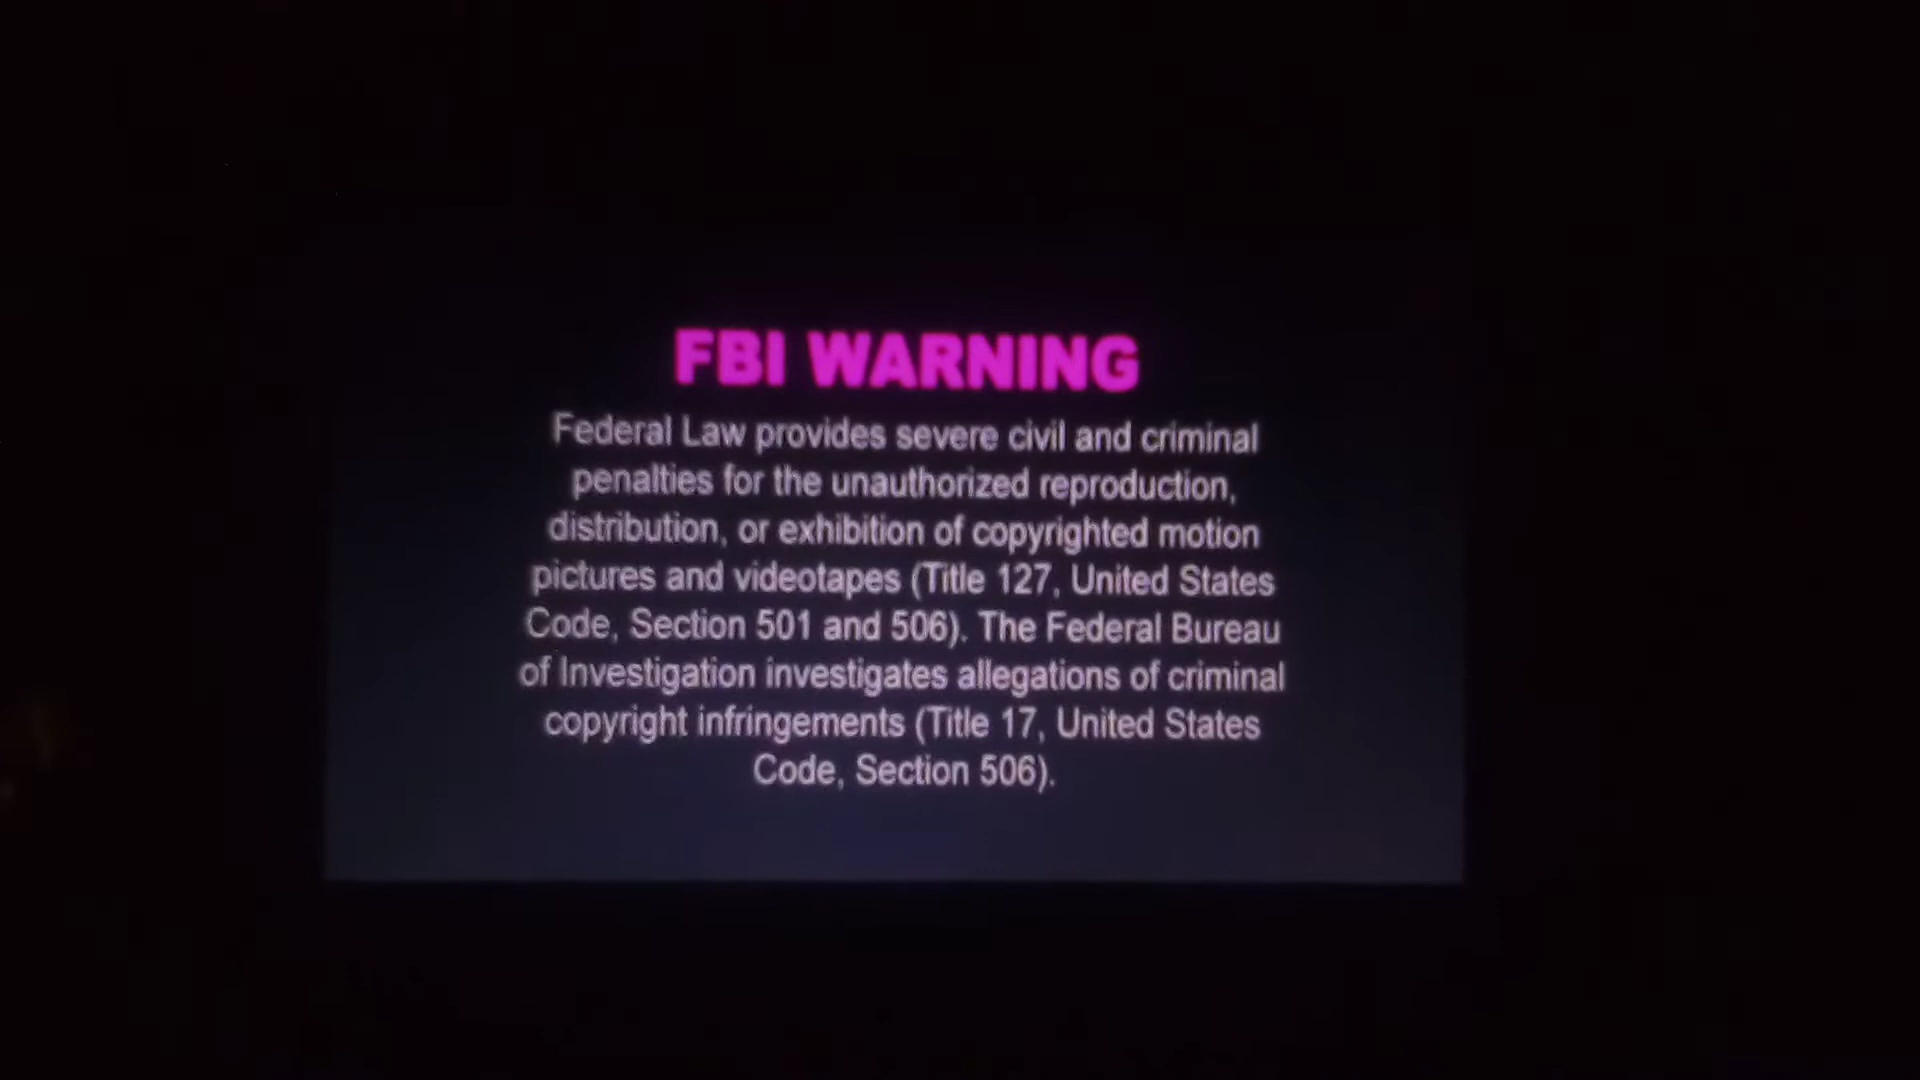 FBI WARNING
Federal Law provides severe civil and criminal
penalties for the unauthorized reproduction,
distribution, or exhibition of copyrighted motion
pictures and videotapes (Title 127, United States
Code, Section 501 and 506). The Federal Bureau
of Investigation investigates allegations of criminal
copyright infringements (Title 17, United States
Code, Section 506).